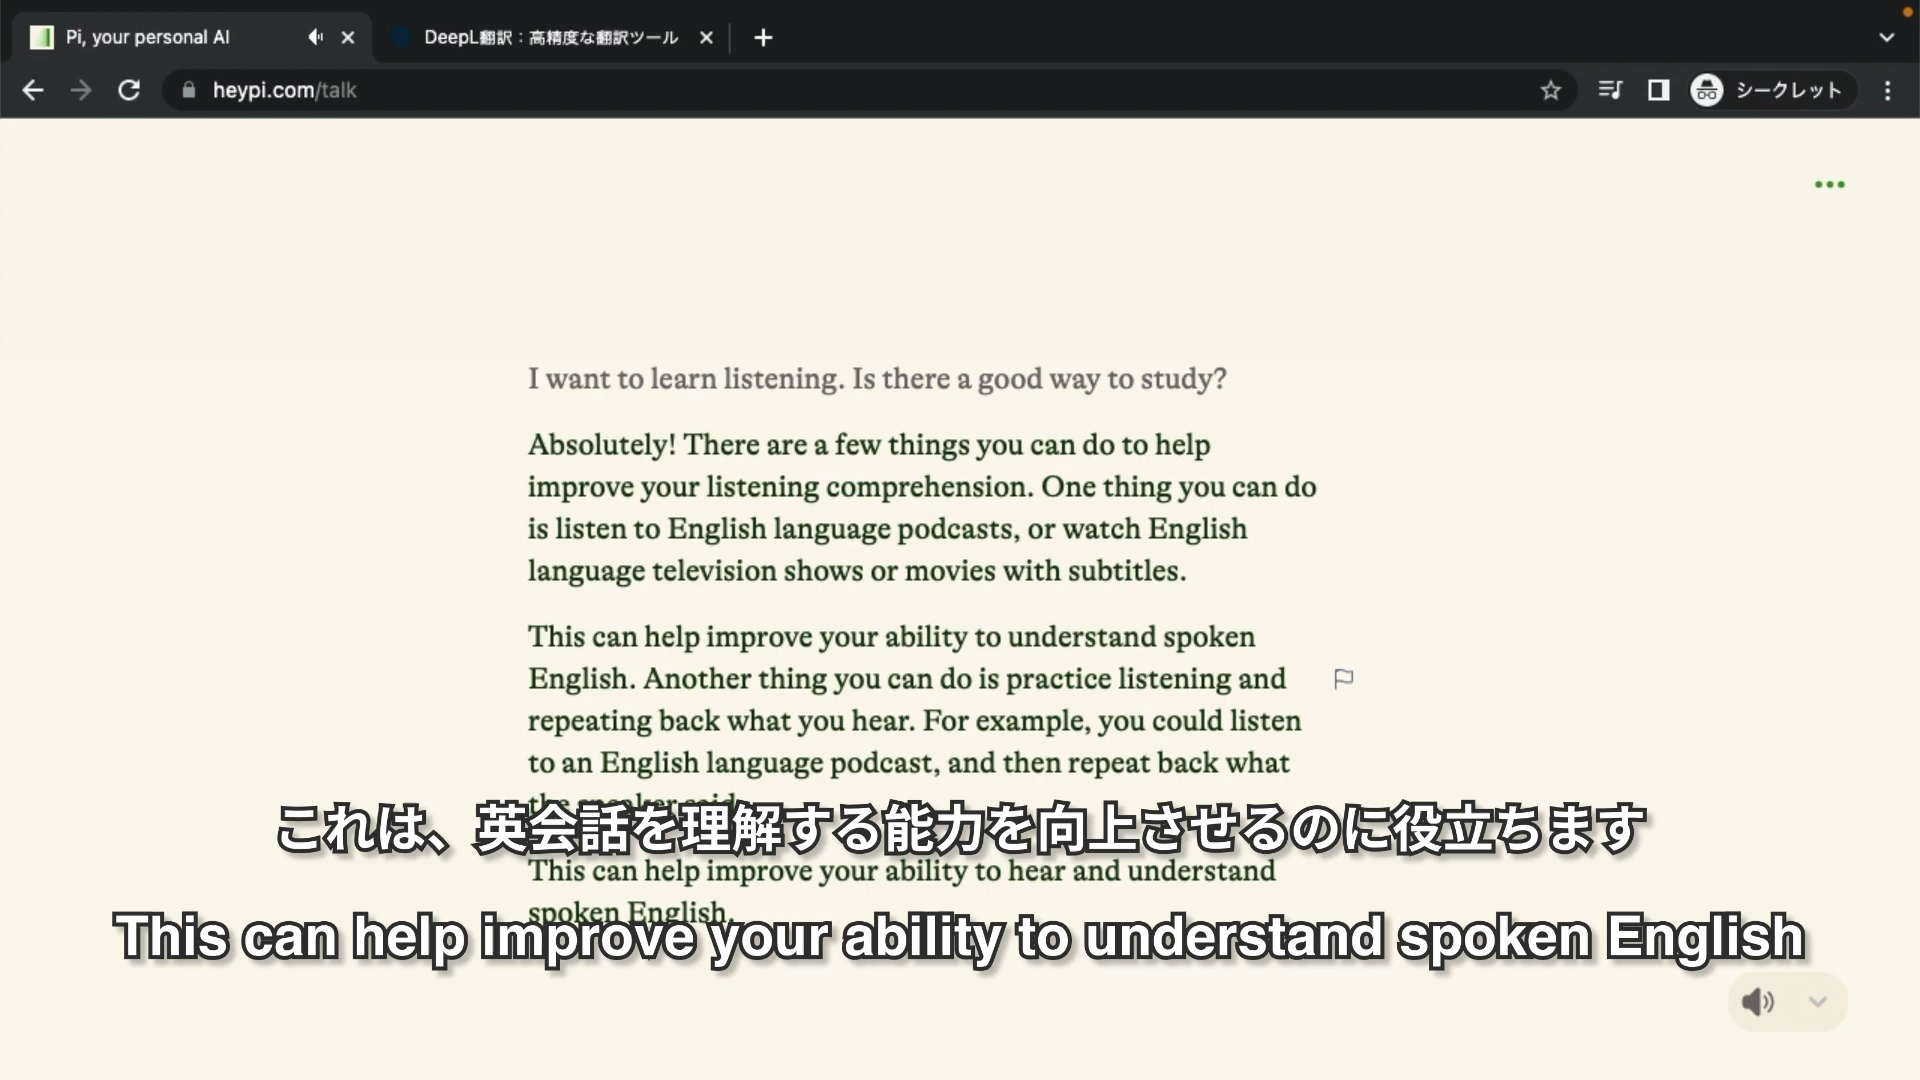 Pi, your personal AI
DeepL翻訳：高精度な翻訳ツール
heypi.com/talk
シークレット
I want to learn listening. Is there a good way to study?
Absolutely! There are a few things you can do to help
improve your listening comprehension. One thing you can do
is listen to English language podcasts, or watch English
language television shows or movies with subtitles.
This can help improve your ability to understand spoken
English. Another thing you can do is practice listening and
repeating back what you hear. For example, you could listen
to an English language podcast, and then repeat back what
the speaker said.
これは、英会話を理解する能力を向上させるのに役立ちます
This can help improve your ability to hear and understand
spoken English.
This can help improve your ability to understand spoken English